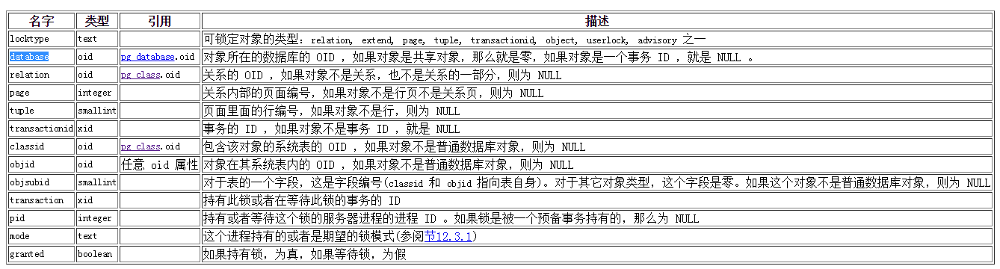 名字 类型 引用 描述
locktype text 可锁定对象的类型：relation, extend, page, tuple, transactionid, object, userlock, advisory 之一
database oid pg_database.oid 对象所在的数据库的 OID ，如果对象是共享对象，那么就是零，如果对象是一个事务 ID ，就是 NULL 。
relation oid pg_class.oid 关系的 OID ，如果对象不是关系，也不是关系的一部分，则为 NULL
page integer 关系内部的页面编号，如果对象不是行页不是关系页，则为 NULL
tuple smallint 页面里面的行编号，如果对象不是行，则为 NULL
transactionid xid 事务的 ID ，如果对象不是事务 ID ，就是 NULL
classid oid pg_class.oid 包含该对象的系统表的 OID ，如果对象不是普通数据库对象，则为 NULL
objid oid 任意 oid 属性 对象在其系统表内的 OID ，如果对象不是普通数据库对象，则为 NULL
objsubid smallint 对于表的一个字段，这是字段编号(classid 和 objid 指向表自身)。对于其它对象类型，这个字段是零。如果这个对象不是普通数据库对象，则为 NULL
transaction xid 持有此锁或者在等待此锁的事务的 ID
pid integer 持有或者等待这个锁的服务器进程的进程 ID 。如果锁是被一个预备事务持有的，那么为 NULL
mode text 这个进程持有的或者是期望的锁模式(参阅节12.3.1)
granted boolean 如果持有锁，为真，如果等待锁，为假